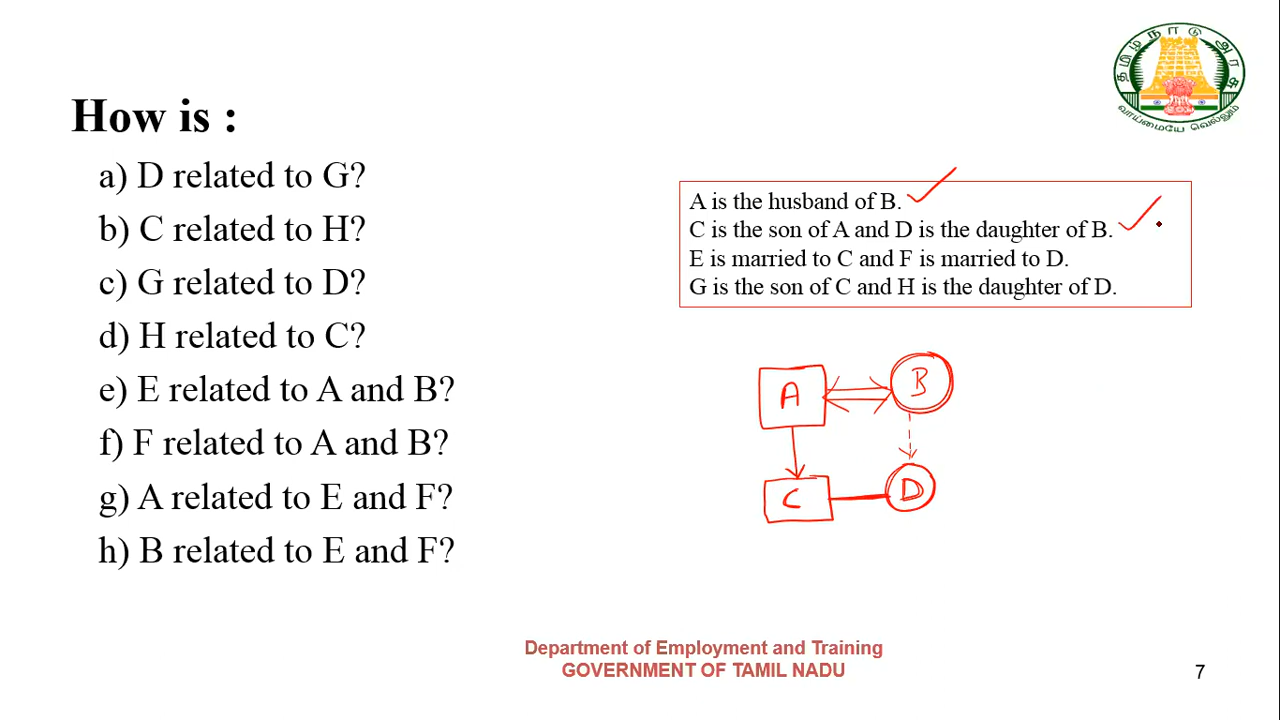 தமிழ் நாடு அரசு
வாய்மையே வெல்லும்
How is :
a) D related to G?
b) C related to H?
c) G related to D?
d) H related to C?
e) E related to A and B?
f) F related to A and B?
g) A related to E and F?
h) B related to E and F?
A is the husband of B.
C is the son of A and D is the daughter of B.
E is married to C and F is married to D.
G is the son of C and H is the daughter of D.
A B
C D
Department of Employment and Training
GOVERNMENT OF TAMIL NADU
7